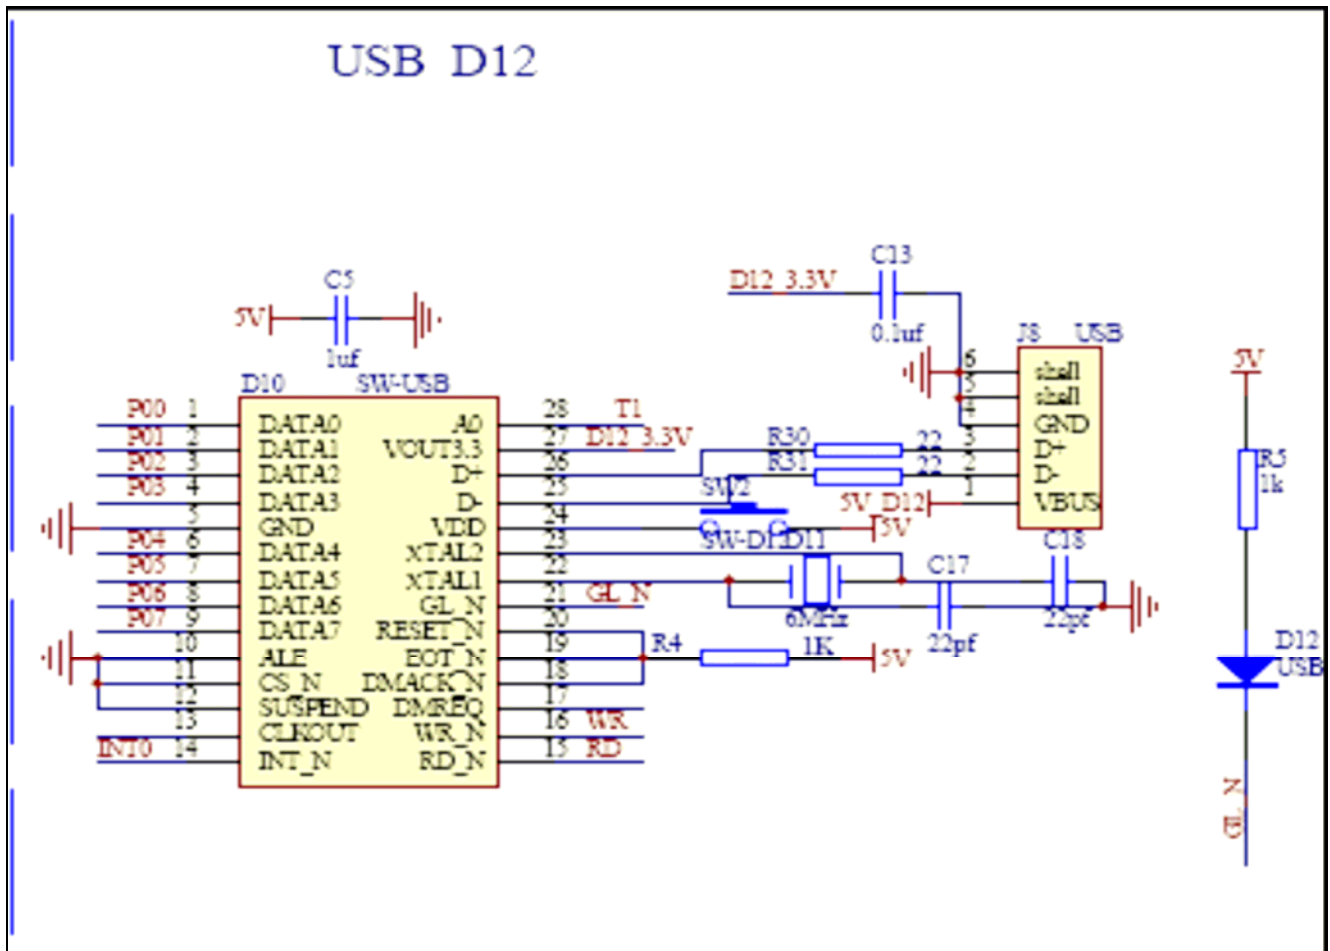 USB D12
C13
D12_3.3V
0.1uf
C5
5V
1uf
J8 USB
6 shell
5 shell
4 GND
3 D+
2 D-
1 VBUS
5V
R5
1k
D12
USB
GL_N
D10 SW-USB
P00 1 DATA0 A0 28 T1
P01 2 DATA1 VOUT3.3 27 D12_3.3V
P02 3 DATA2 D+ 26
P03 4 DATA3 D- 25
5 GND VDD 24
P04 6 DATA4 XTAL2 23
P05 7 DATA5 XTAL1 22
P06 8 DATA6 GL_N 21 GL_N
P07 9 DATA7 RESET_N 20
10 ALE EOT_N 19
11 CS_N DMACK_N 18
12 SUSPEND DMREQ 17
13 CLKOUT WR_N 16 WR
INT0 14 INT_N RD_N 15 RD
R30 22
R31 22
SW2
5V_D12
5V
D11
6MHz
C17
22pf
C18
22pf
R4 1K 5V